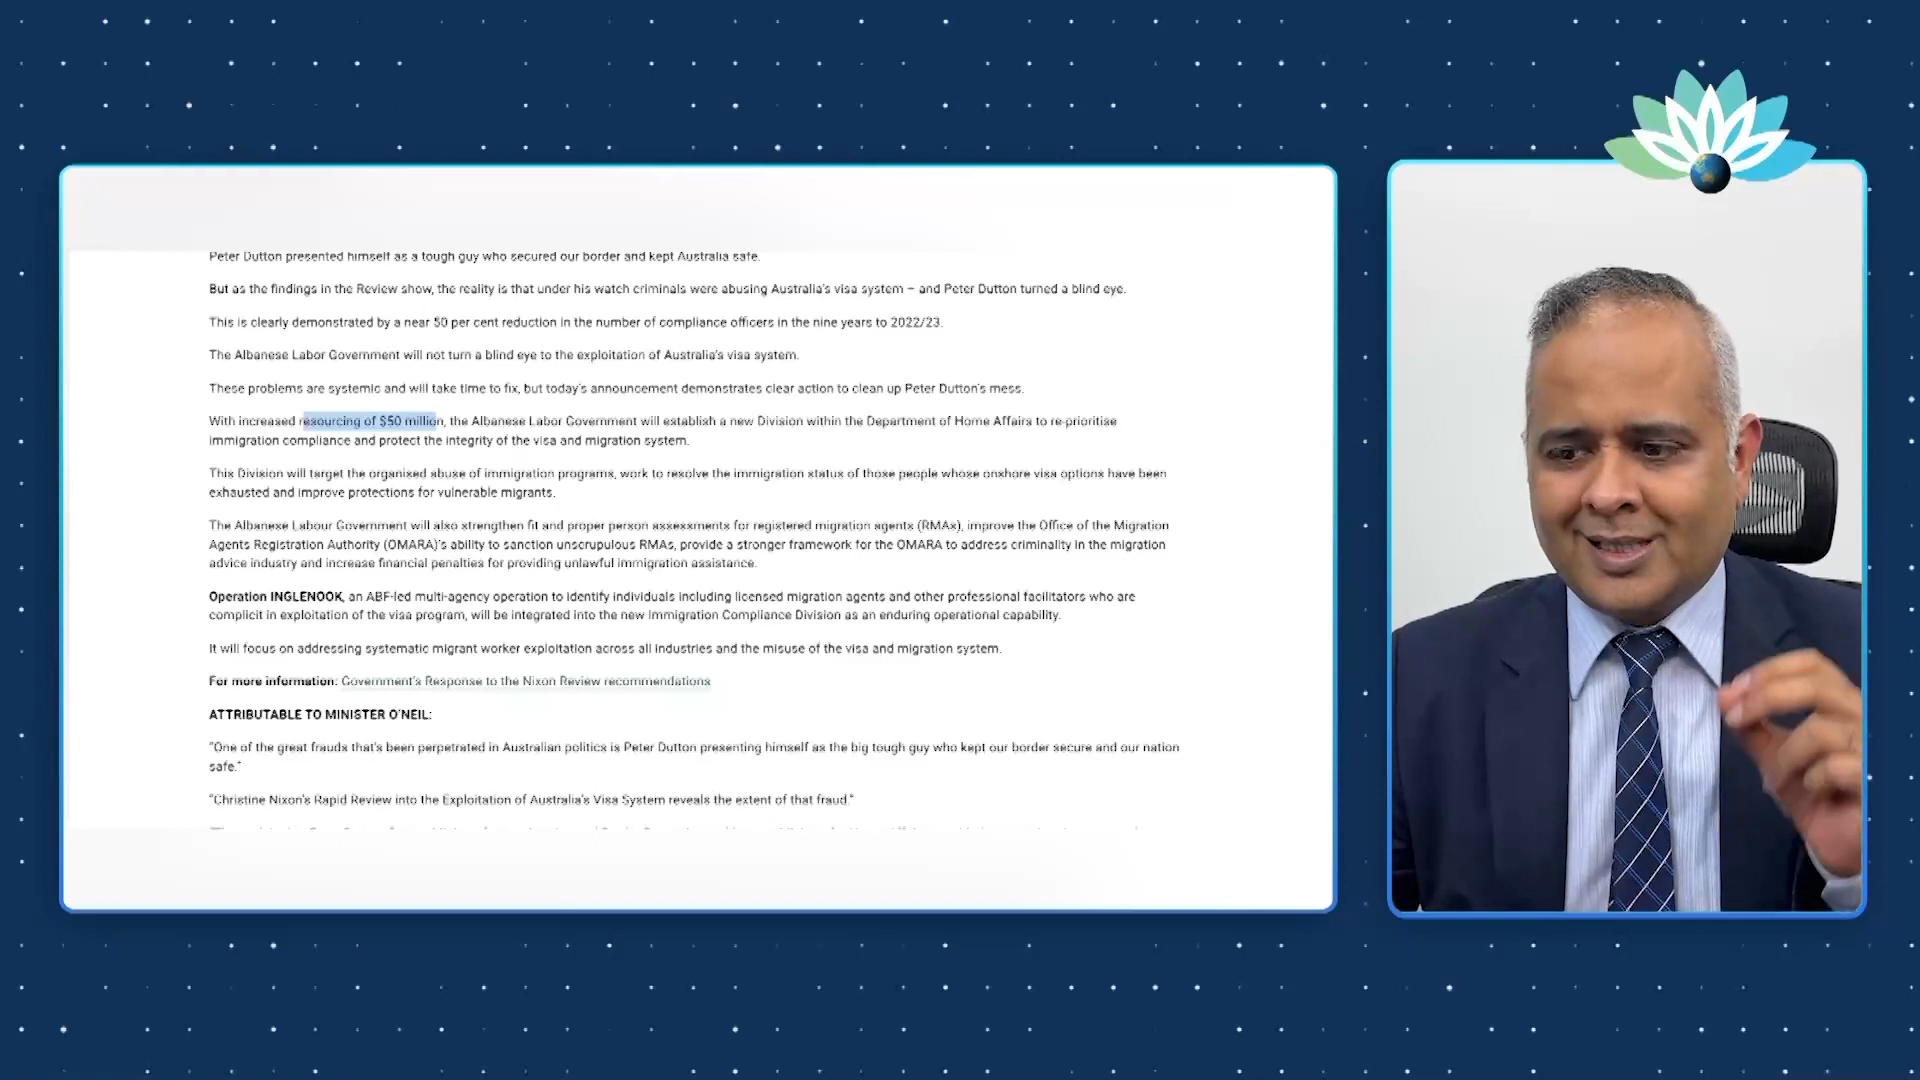 Peter Dutton presented himself as a tough guy who secured our border and kept Australia safe.
But as the findings in the Review show, the reality is that under his watch criminals were abusing Australia's visa system – and Peter Dutton turned a blind eye.
This is clearly demonstrated by a near 50 per cent reduction in the number of compliance officers in the nine years to 2022/23.
The Albanese Labor Government will not turn a blind eye to the exploitation of Australia's visa system.
These problems are systemic and will take time to fix, but today's announcement demonstrates clear action to clean up Peter Dutton's mess.
With increased resourcing of $50 million, the Albanese Labor Government will establish a new Division within the Department of Home Affairs to re-prioritise
immigration compliance and protect the integrity of the visa and migration system.
This Division will target the organised abuse of immigration programs, work to resolve the immigration status of those people whose onshore visa options have been
exhausted and improve protections for vulnerable migrants.
The Albanese Labour Government will also strengthen fit and proper person assessments for registered migration agents (RMAs), improve the Office of the Migration
Agents Registration Authority (OMARA)'s ability to sanction unscrupulous RMAs, provide a stronger framework for the OMARA to address criminality in the migration
advice industry and increase financial penalties for providing unlawful immigration assistance.
Operation INGLENOOK, an ABF-led multi-agency operation to identify individuals including licensed migration agents and other professional facilitators who are
complicit in exploitation of the visa program, will be integrated into the new Immigration Compliance Division as an enduring operational capability.
It will focus on addressing systematic migrant worker exploitation across all industries and the misuse of the visa and migration system.
For more information: Government's Response to the Nixon Review recommendations
ATTRIBUTABLE TO MINISTER O'NEIL:
"One of the great frauds that's been perpetrated in Australian politics is Peter Dutton presenting himself as the big tough guy who kept our border secure and our nation
safe."
"Christine Nixon's Rapid Review into the Exploitation of Australia's Visa System reveals the extent of that fraud."